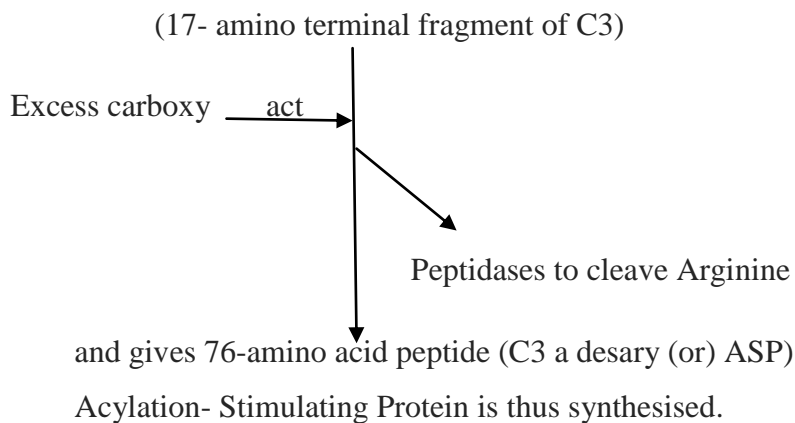 (17- amino terminal fragment of C3)
Excess carboxy act
Peptidases to cleave Arginine
and gives 76-amino acid peptide (C3 a desary (or) ASP)
Acylation- Stimulating Protein is thus synthesised.